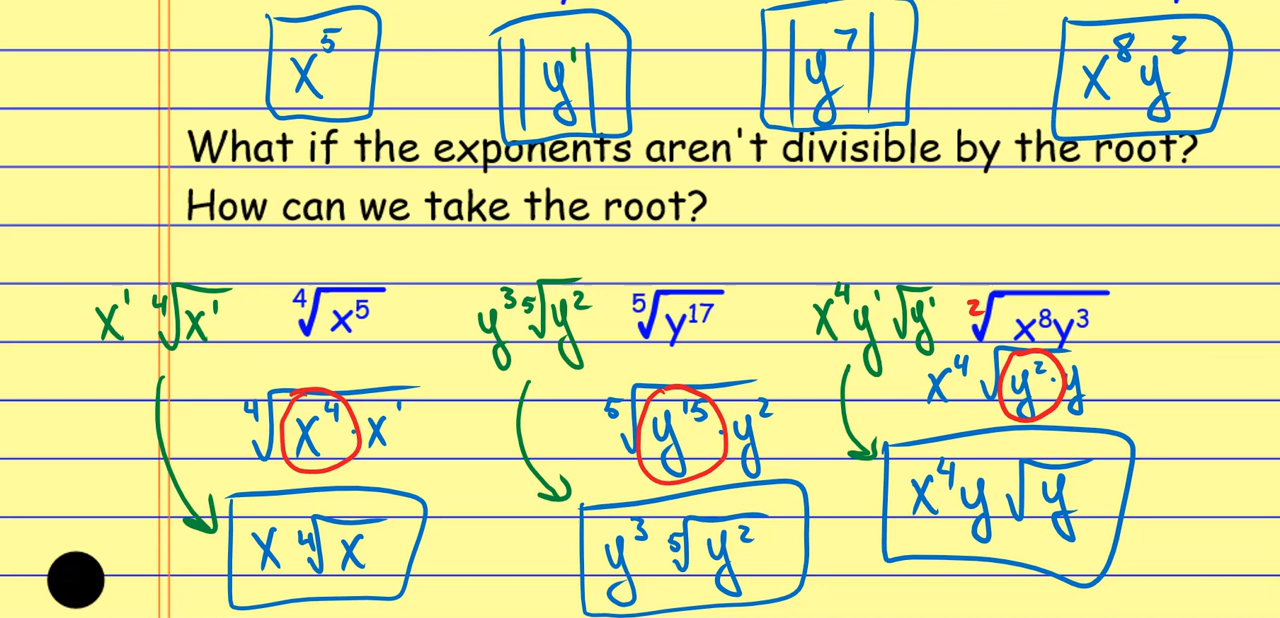 x⁵ |y¹| |y⁷| x⁸y²
What if the exponents aren't divisible by the root?
How can we take the root?
x¹ ⁴√x¹ ⁴√x⁵ y³ ⁵√y² ⁵√y¹⁷ x⁴y¹√y¹ ²√x⁸y³
x⁴ √y²·y
⁴√x⁴·x¹ ⁵√y¹⁵·y²
x⁴y√y
x ⁴√x y³ ⁵√y²